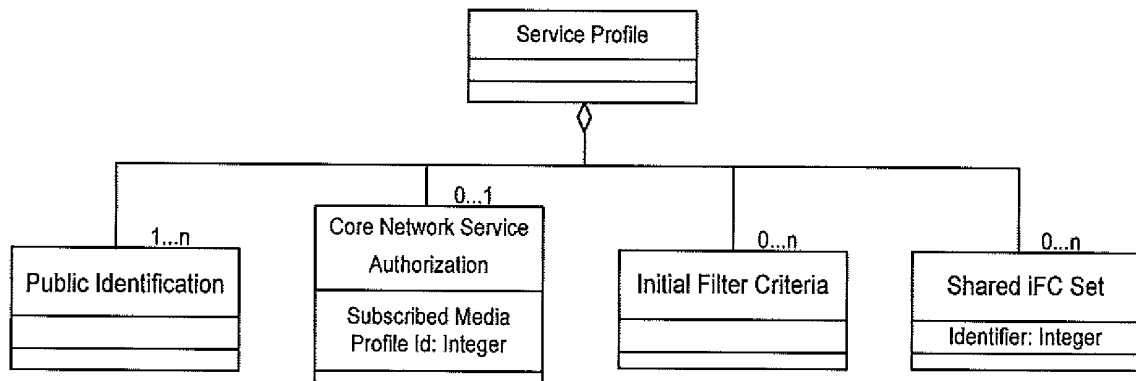 Service Profile
1...n
0...1
0...n
0...n
Public Identification
Core Network Service
Authorization
Subscribed Media
Profile Id: Integer
Initial Filter Criteria
Shared iFC Set
Identifier: Integer